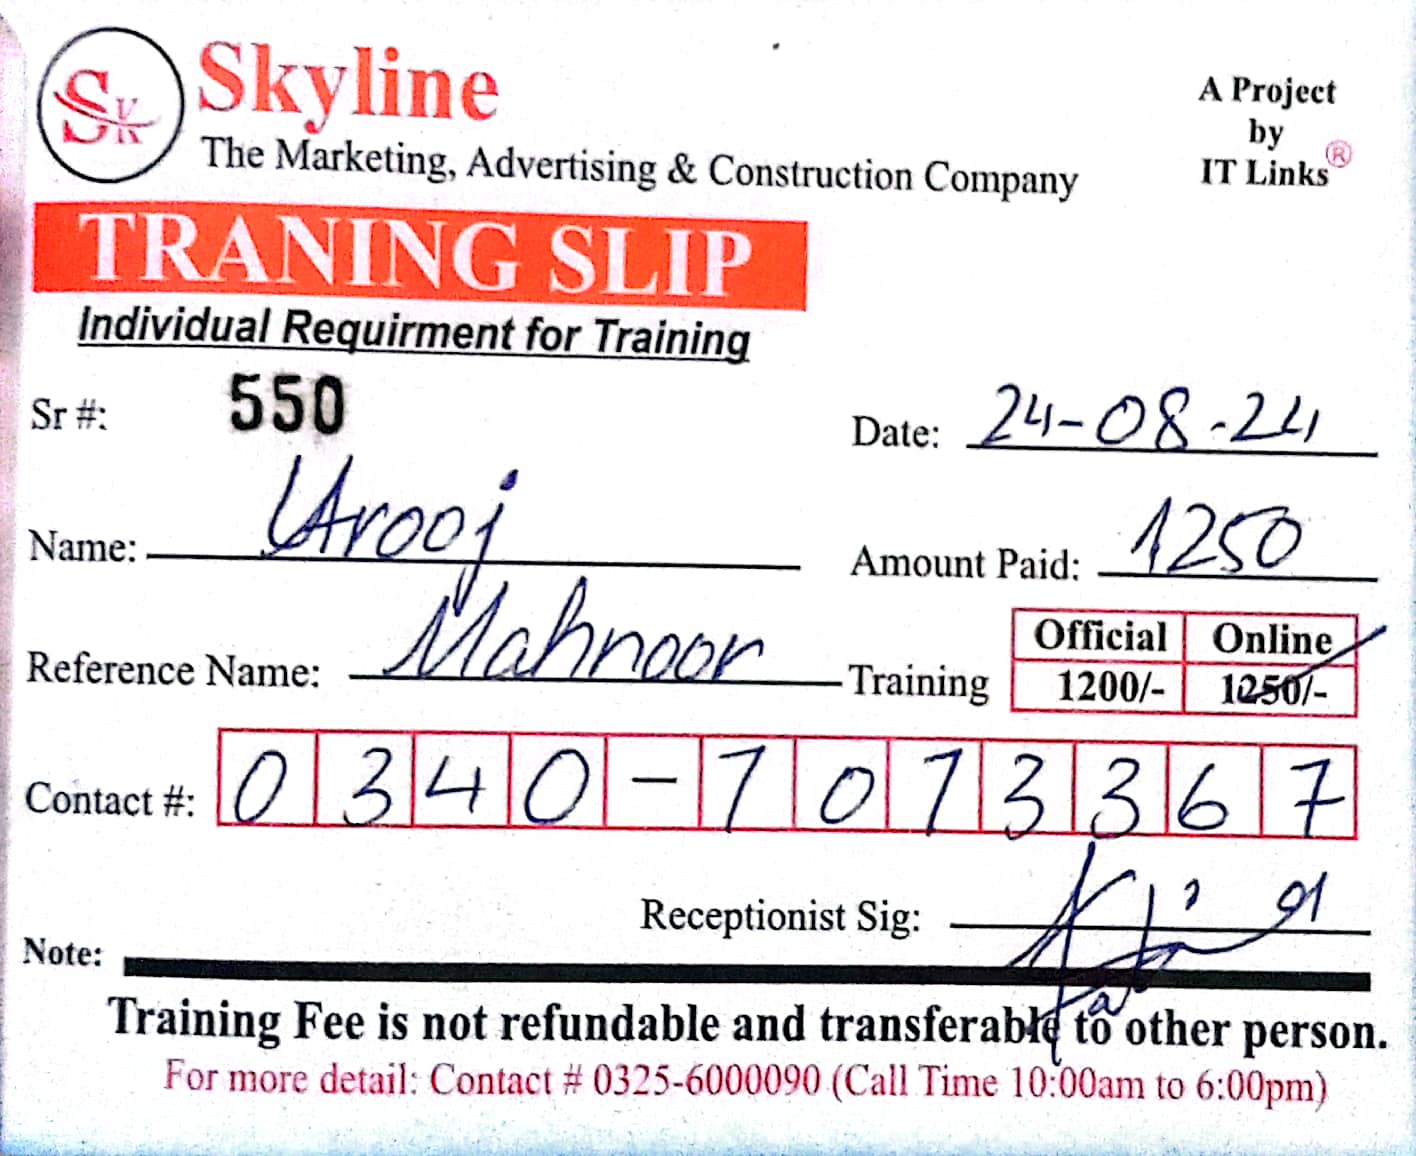 SK
Skyline
The Marketing, Advertising & Construction Company
A Project
by
IT Links®
TRANING SLIP
Individual Requirment for Training
Sr #: 550
Date: 24-08-24
Name: Urooj
Amount Paid: 1250
Reference Name: Mahnoor
Training
Official Online
1200/- 1250/-
Contact #: 0340-7073367
Receptionist Sig:
Note:
Training Fee is not refundable and transferable to other person.
For more detail: Contact # 0325-6000090 (Call Time 10:00am to 6:00pm)